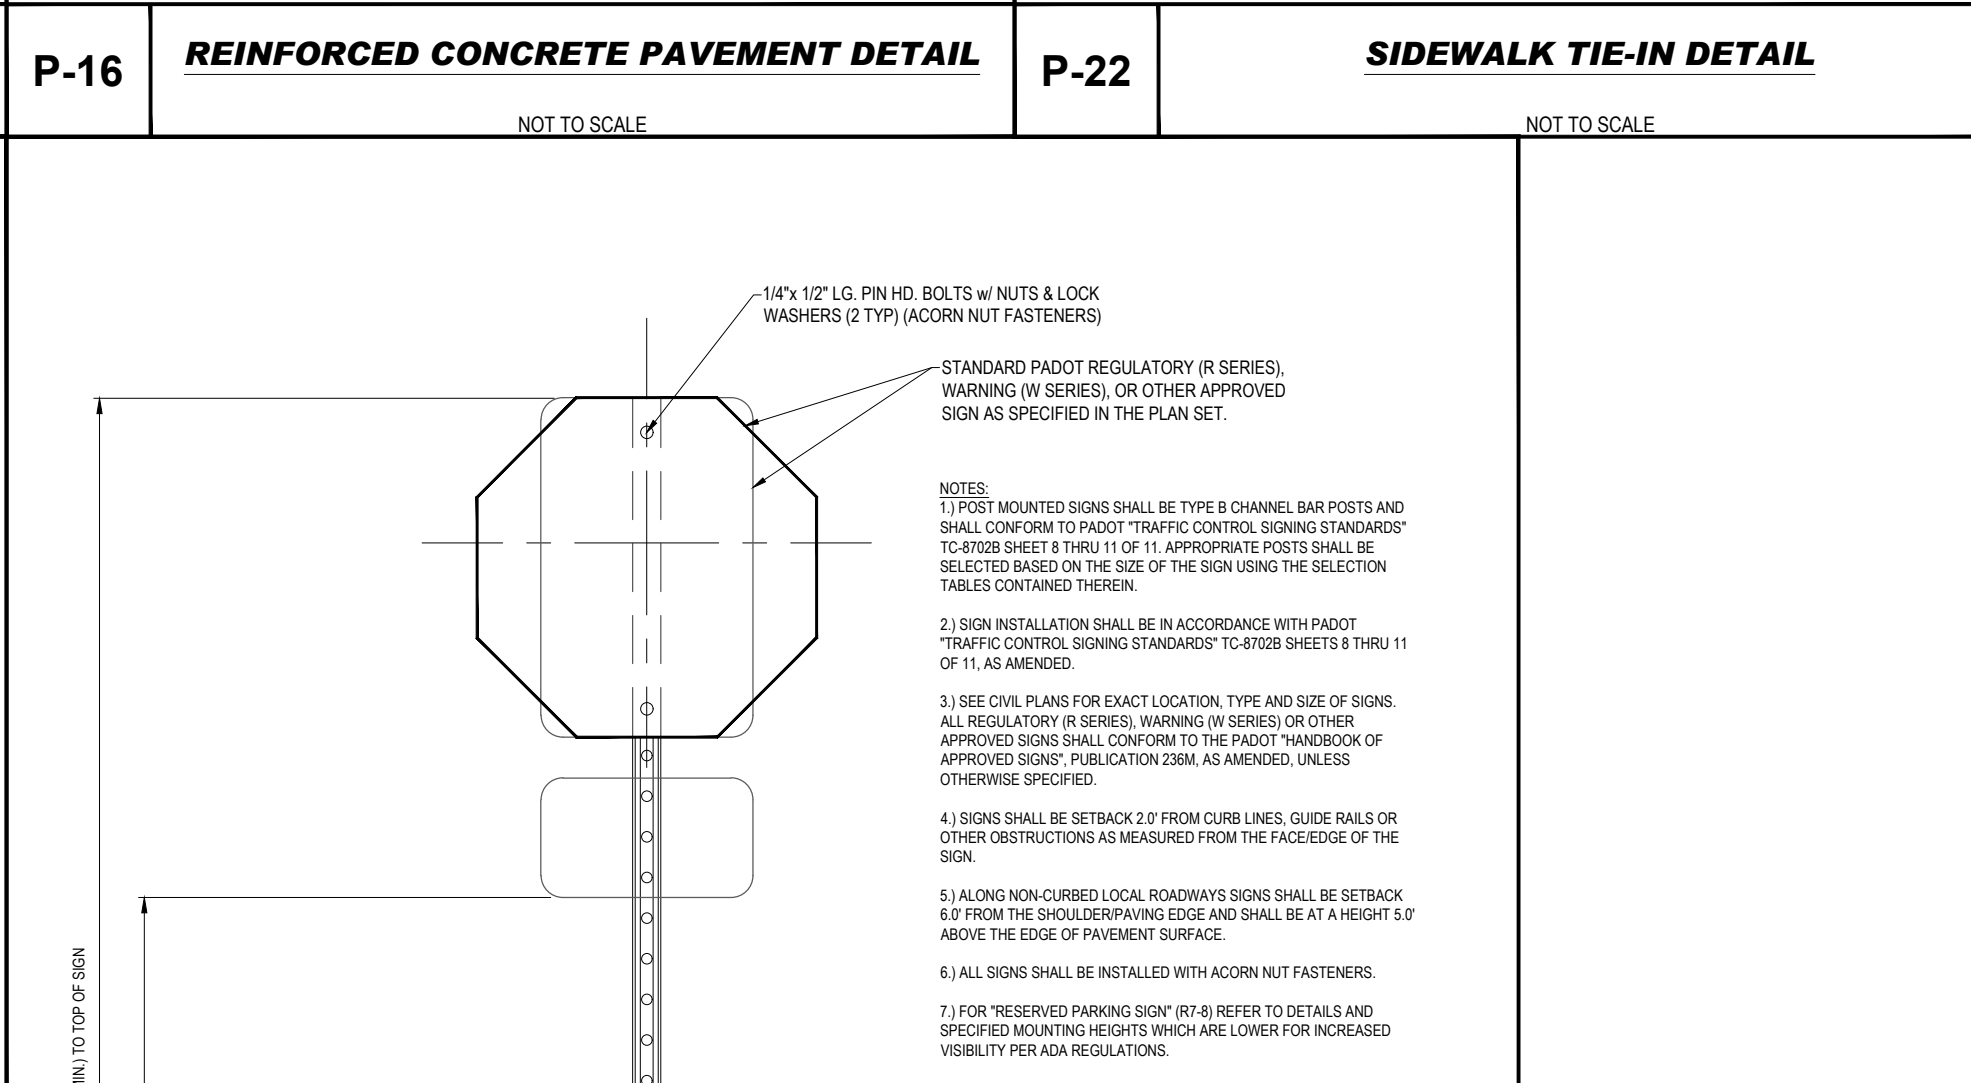 P-16
REINFORCED CONCRETE PAVEMENT DETAIL
NOT TO SCALE
P-22
SIDEWALK TIE-IN DETAIL
NOT TO SCALE
1/4"x 1/2" LG. PIN HD. BOLTS w/ NUTS & LOCK
WASHERS (2 TYP) (ACORN NUT FASTENERS)
STANDARD PADOT REGULATORY (R SERIES),
WARNING (W SERIES), OR OTHER APPROVED
SIGN AS SPECIFIED IN THE PLAN SET.
NOTES:
1.) POST MOUNTED SIGNS SHALL BE TYPE B CHANNEL BAR POSTS AND
SHALL CONFORM TO PADOT "TRAFFIC CONTROL SIGNING STANDARDS"
TC-8702B SHEET 8 THRU 11 OF 11. APPROPRIATE POSTS SHALL BE
SELECTED BASED ON THE SIZE OF THE SIGN USING THE SELECTION
TABLES CONTAINED THEREIN.
2.) SIGN INSTALLATION SHALL BE IN ACCORDANCE WITH PADOT
"TRAFFIC CONTROL SIGNING STANDARDS" TC-8702B SHEETS 8 THRU 11
OF 11, AS AMENDED.
3.) SEE CIVIL PLANS FOR EXACT LOCATION, TYPE AND SIZE OF SIGNS.
ALL REGULATORY (R SERIES), WARNING (W SERIES) OR OTHER
APPROVED SIGNS SHALL CONFORM TO THE PADOT "HANDBOOK OF
APPROVED SIGNS", PUBLICATION 236M, AS AMENDED, UNLESS
OTHERWISE SPECIFIED.
4.) SIGNS SHALL BE SETBACK 2.0' FROM CURB LINES, GUIDE RAILS OR
OTHER OBSTRUCTIONS AS MEASURED FROM THE FACE/EDGE OF THE
SIGN.
5.) ALONG NON-CURBED LOCAL ROADWAYS SIGNS SHALL BE SETBACK
6.0' FROM THE SHOULDER/PAVING EDGE AND SHALL BE AT A HEIGHT 5.0'
ABOVE THE EDGE OF PAVEMENT SURFACE.
6.) ALL SIGNS SHALL BE INSTALLED WITH ACORN NUT FASTENERS.
7.) FOR "RESERVED PARKING SIGN" (R7-8) REFER TO DETAILS AND
SPECIFIED MOUNTING HEIGHTS WHICH ARE LOWER FOR INCREASED
VISIBILITY PER ADA REGULATIONS.
TO TOP OF SIGN